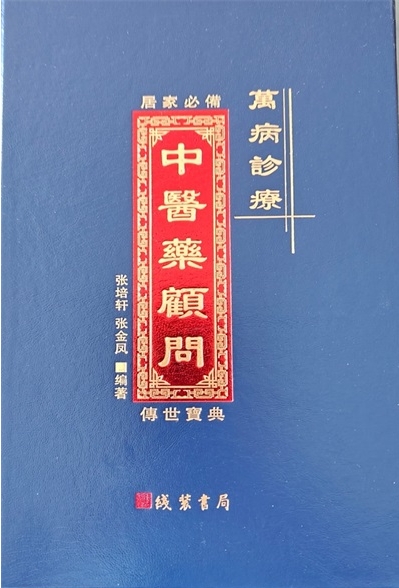 萬病診療
居家必備
中醫藥顧問
张培轩 张金凤 编著
傳世寶典
线装书局